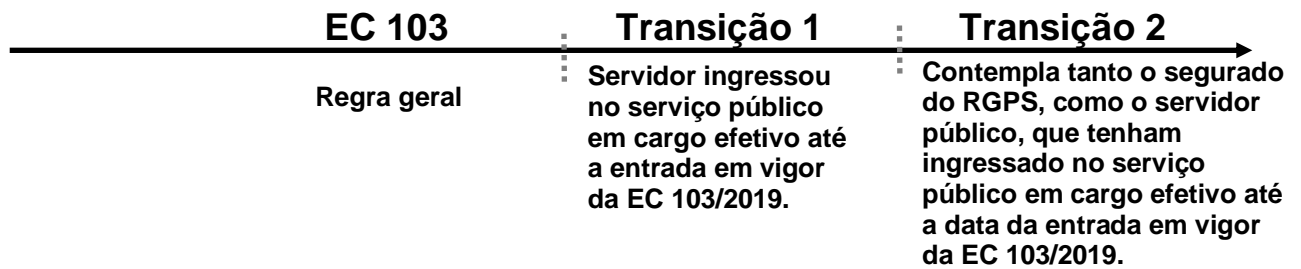 EC 103
Transição 1
Transição 2
Regra geral
Servidor ingressou
no serviço público
em cargo efetivo até
a entrada em vigor
da EC 103/2019.
Contempla tanto o segurado
do RGPS, como o servidor
público, que tenham
ingressado no serviço
público em cargo efetivo até
a data da entrada em vigor
da EC 103/2019.